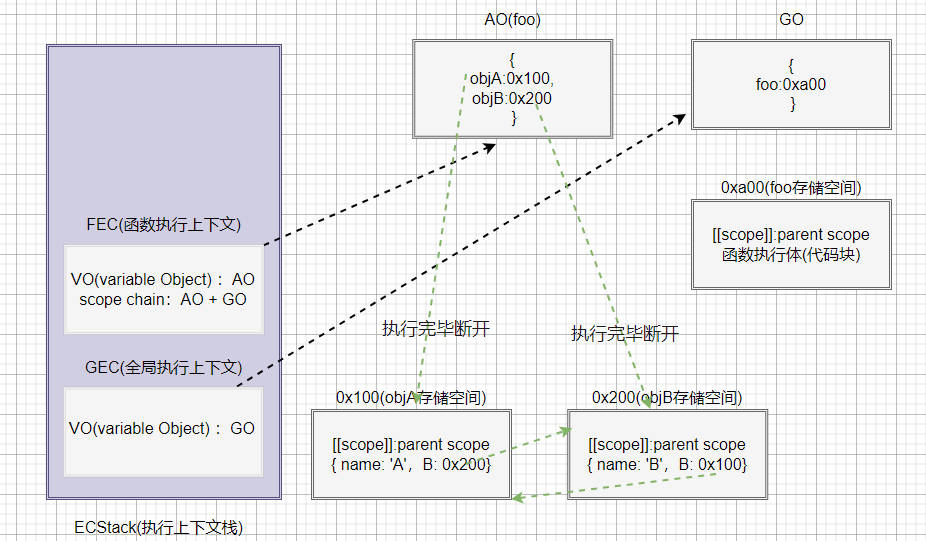 AO(foo)
{
objA:0x100,
objB:0x200
}
GO
{
foo:0xa00
}
0xa00(foo存储空间)
[[scope]]:parent scope
函数执行体(代码块)
FEC(函数执行上下文)
VO(variable Object) ：AO
scope chain：AO + GO
GEC(全局执行上下文)
VO(variable Object) ：GO
ECStack(执行上下文栈)
执行完毕断开
执行完毕断开
0x100(objA存储空间)
[[scope]]:parent scope
{ name: 'A'，B: 0x200}
0x200(objB存储空间)
[[scope]]:parent scope
{ name: 'B'，B: 0x100}